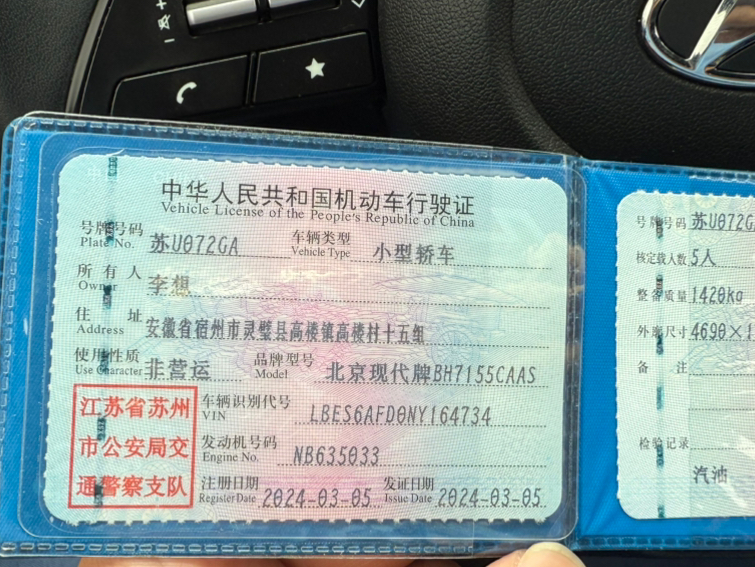 中华人民共和国机动车行驶证
Vehicle License of the People's Republic of China
号牌号码 苏U072GA 车辆类型 小型轿车
Plate No. Vehicle Type
所有人 李想
Owner
住址 安徽省宿州市灵璧县高楼镇高楼村十五组
Address
使用性质 非营运 品牌型号 北京现代牌BH7155CAAS
Use Character Model
江苏省苏州
市公安局交
通警察支队
车辆识别代号 LBES6AFD0NY164734
VIN
发动机号码 NB635033
Engine No.
注册日期 2024-03-05 发证日期 2024-03-05
Register Date Issue Date
号牌号码 苏U072G
核定载人数 5人
整备质量 1420kg
外廓尺寸 4690×1
备注
检验记录
汽油